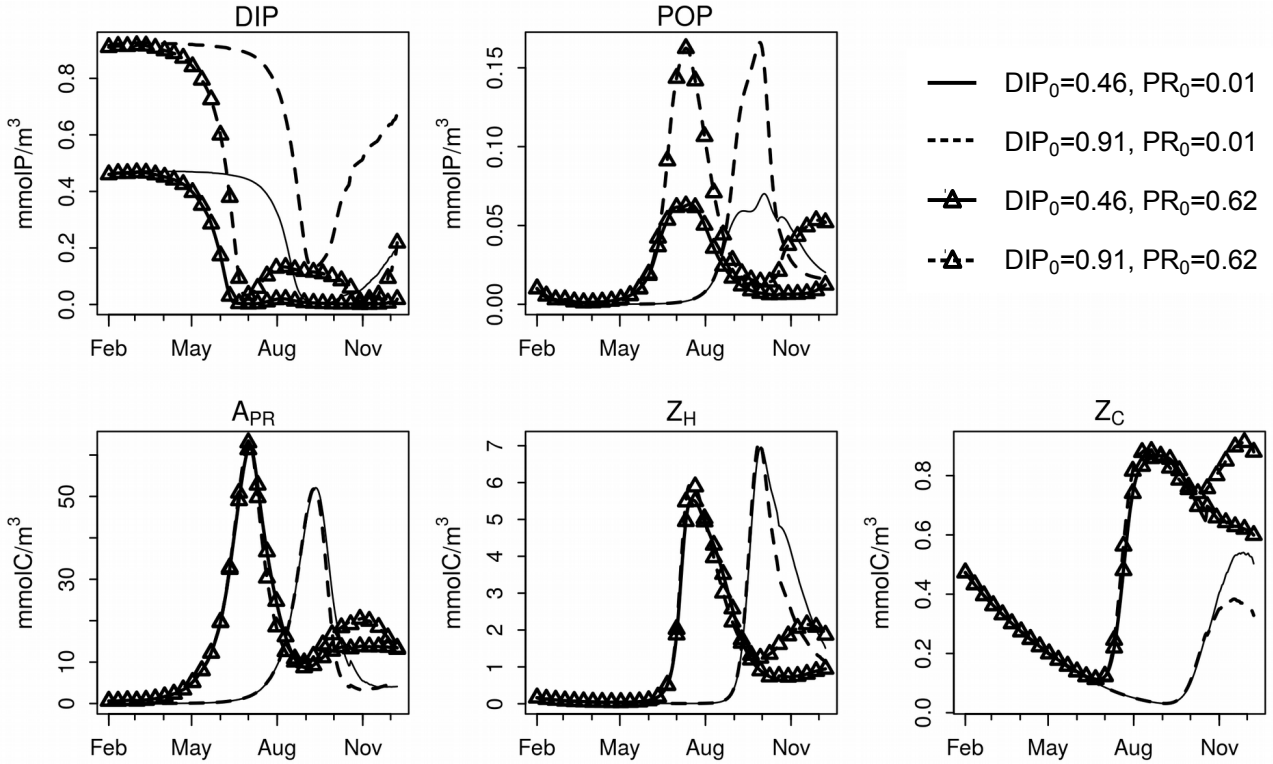 DIP
mmolP/m³
0.0 0.2 0.4 0.6 0.8
Feb May Aug Nov
POP
mmolP/m³
0.00 0.05 0.10 0.15
Feb May Aug Nov
DIP₀=0.46, PR₀=0.01
DIP₀=0.91, PR₀=0.01
DIP₀=0.46, PR₀=0.62
DIP₀=0.91, PR₀=0.62
A_PR
mmolC/m³
0 10 30 50
Feb May Aug Nov
Z_H
mmolC/m³
0 1 2 3 4 5 6 7
Feb May Aug Nov
Z_C
mmolC/m³
0.0 0.2 0.4 0.6 0.8
Feb May Aug Nov